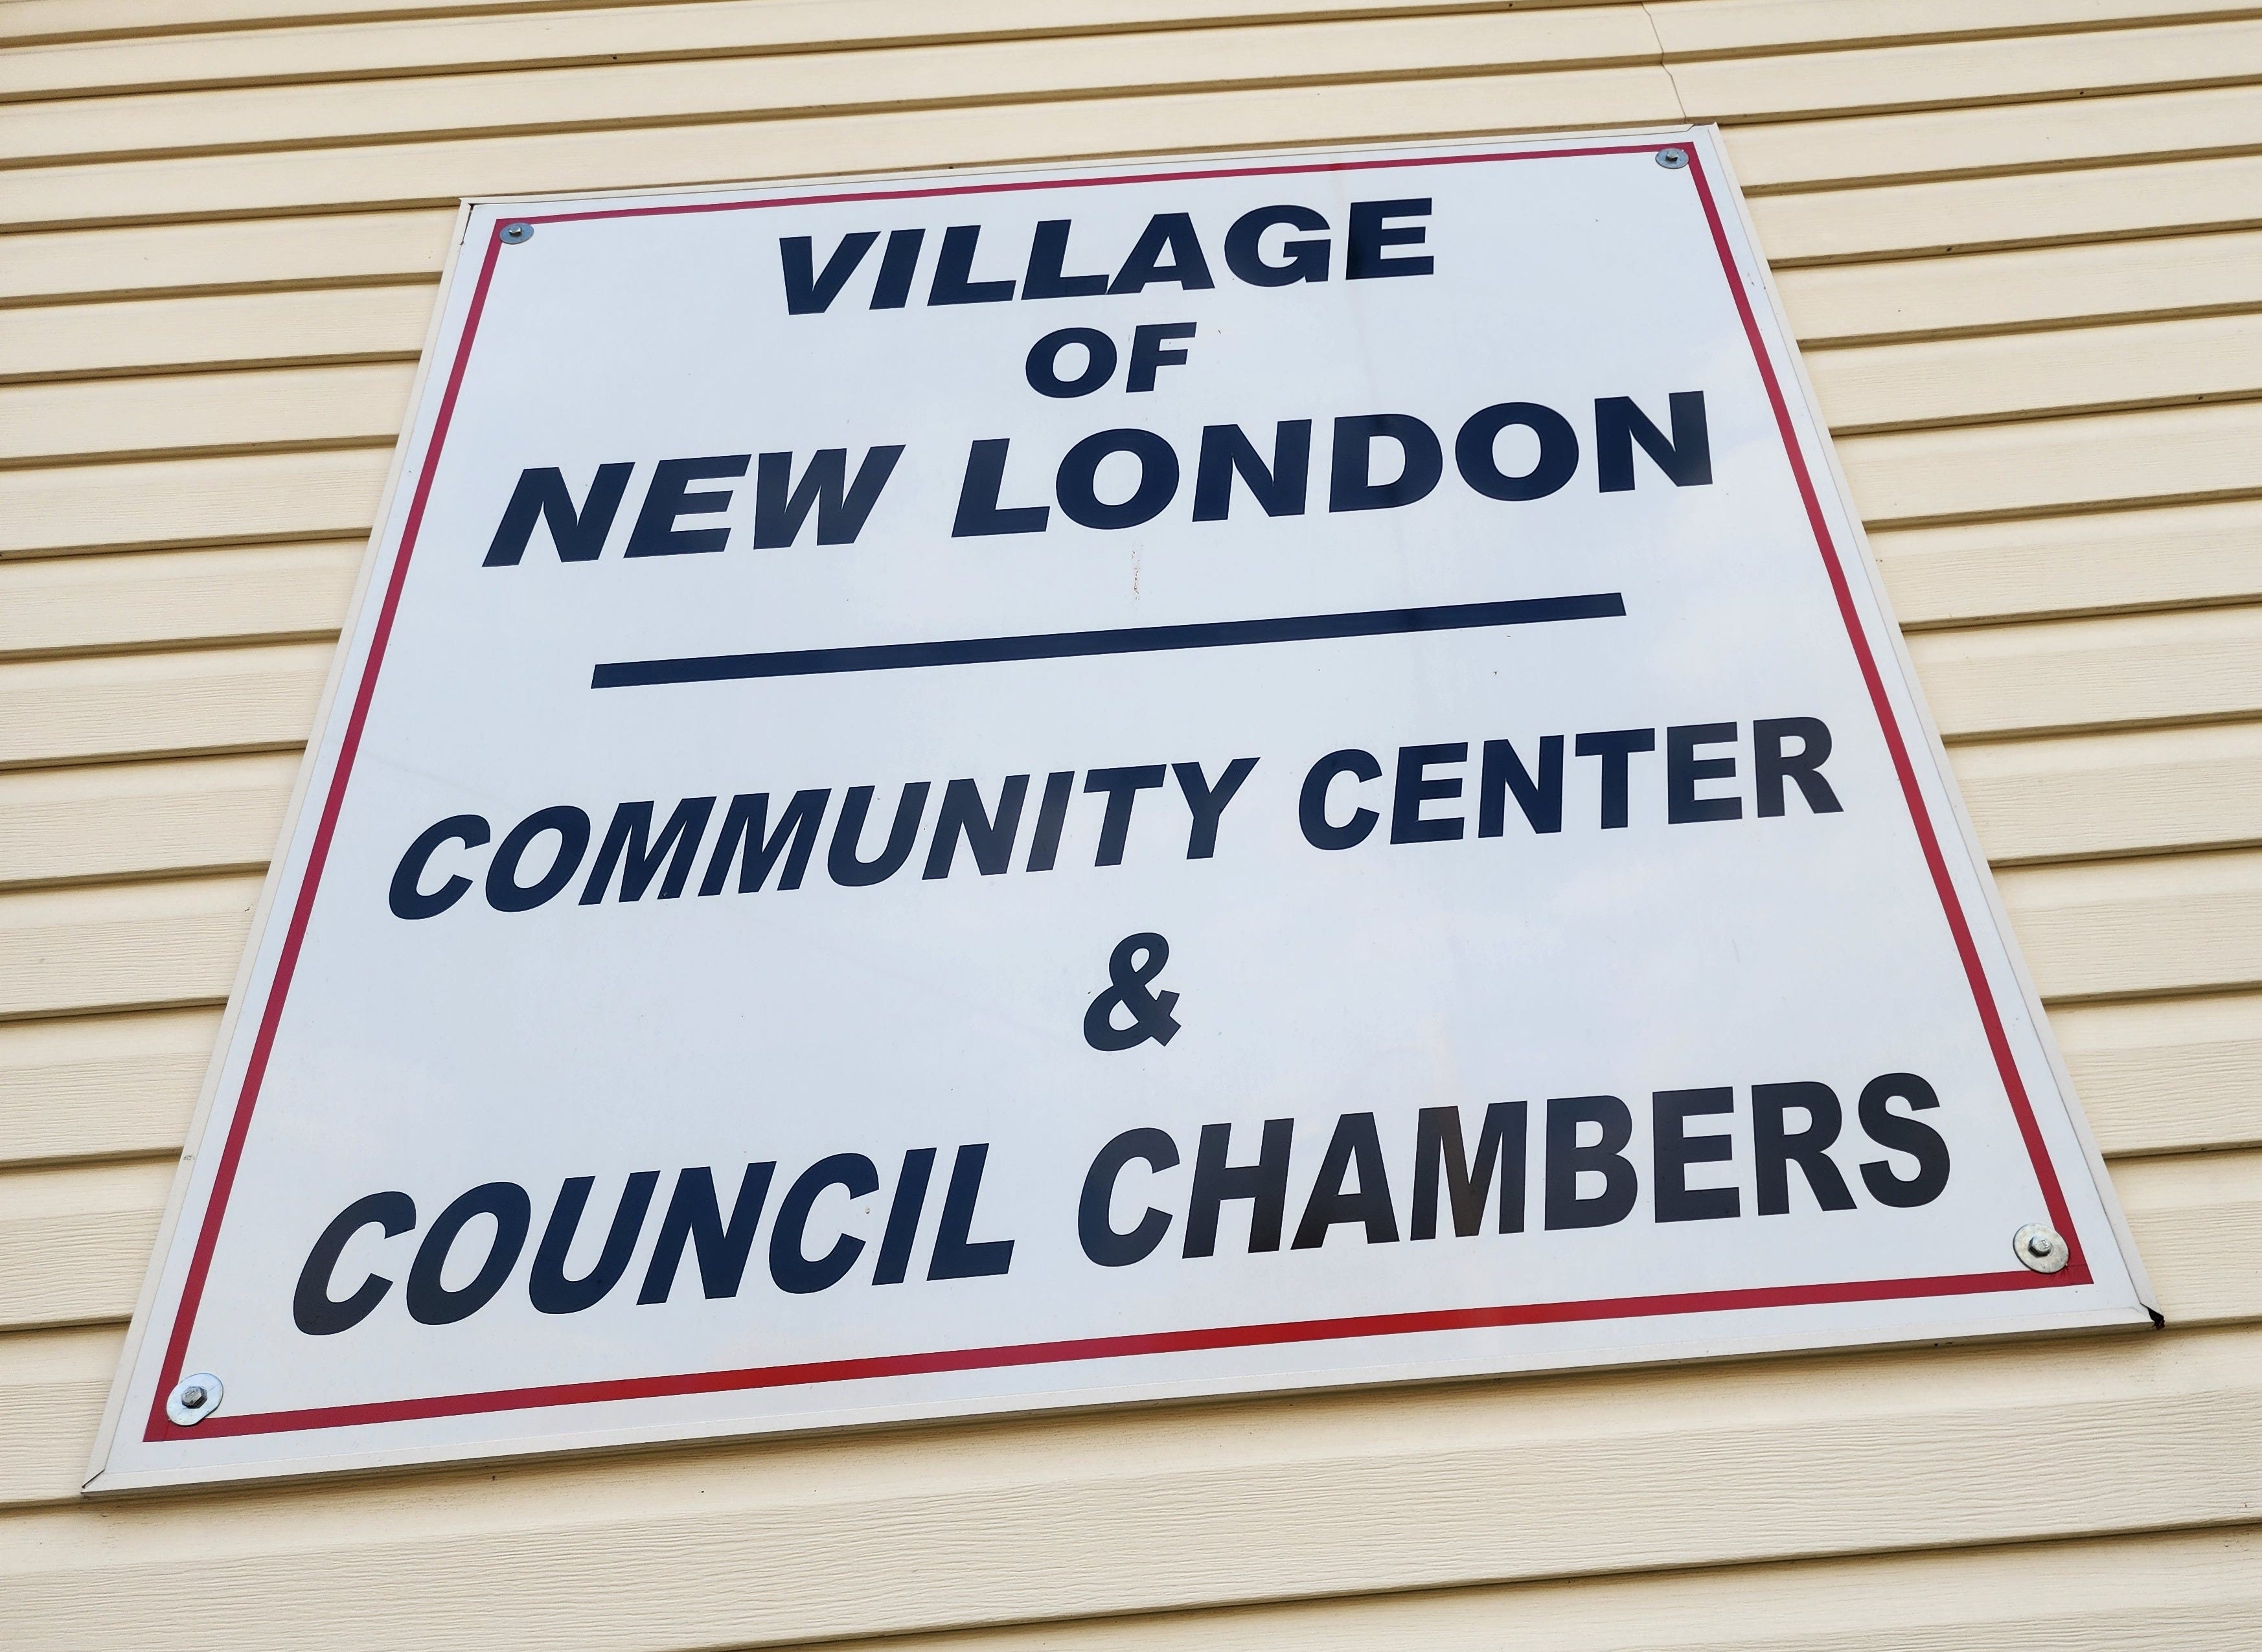 VILLAGE
OF
NEW LONDON
COMMUNITY CENTER
&
COUNCIL CHAMBERS